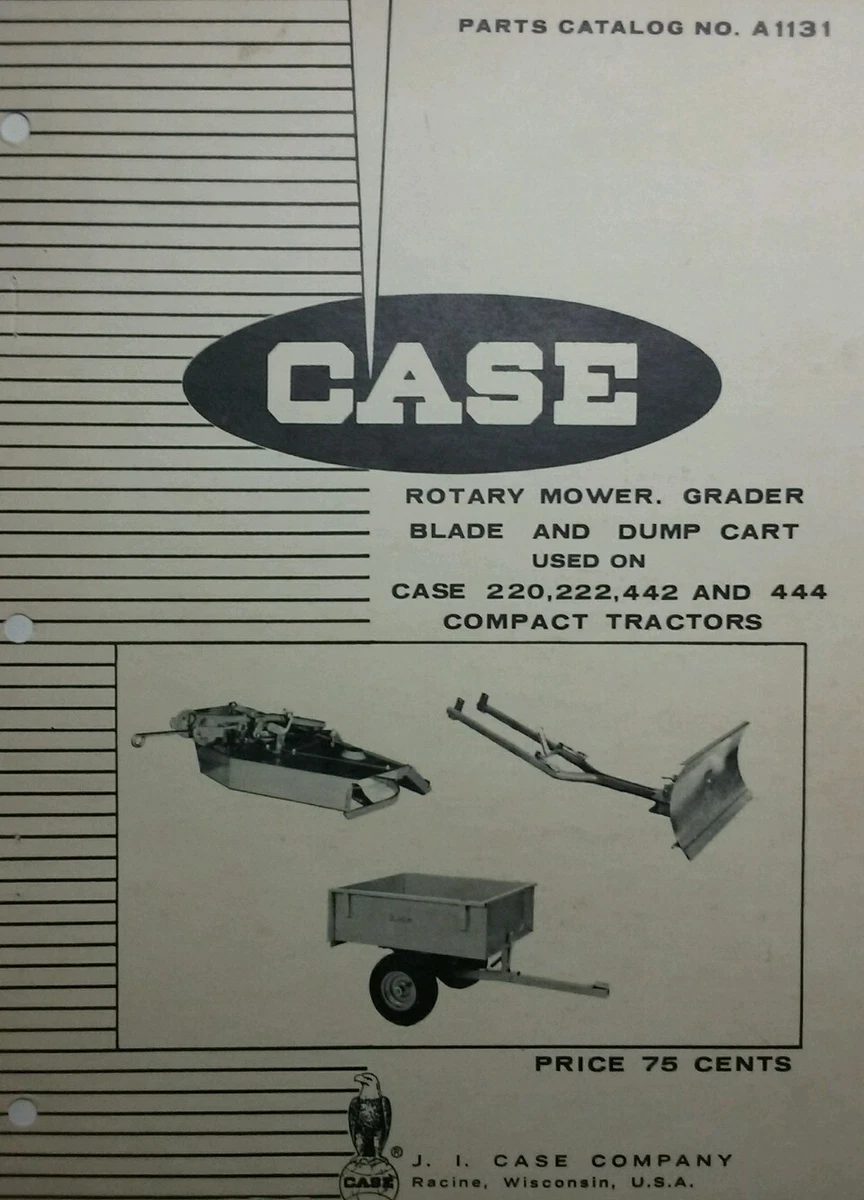 PARTS CATALOG NO. A1131
CASE
ROTARY MOWER. GRADER
BLADE AND DUMP CART
USED ON
CASE 220,222,442 AND 444
COMPACT TRACTORS
PRICE 75 CENTS
CASE
®
J. I. CASE COMPANY
Racine, Wisconsin, U.S.A.